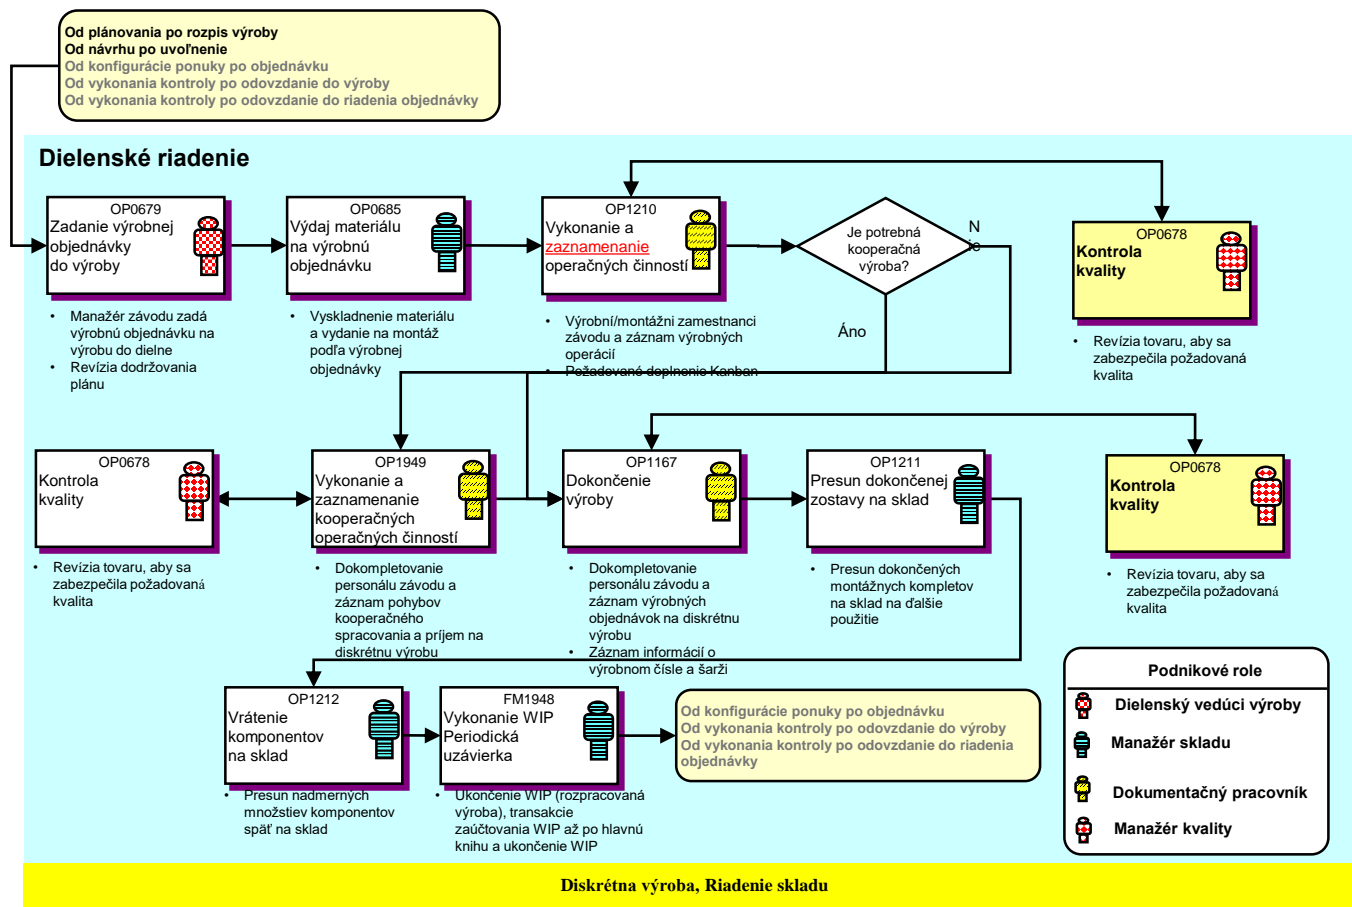 Od plánovania po rozpis výroby
Od návrhu po uvoľnenie
Od konfigurácie ponuky po objednávku
Od vykonania kontroly po odovzdanie do výroby
Od vykonania kontroly po odovzdanie do riadenia objednávky
Dielenské riadenie
OP0679
Zadanie výrobnej
objednávky
do výroby
• Manažér závodu zadá
výrobnú objednávku na
výrobu do dielne
• Revízia dodržovania
plánu
OP0685
Výdaj materiálu
na výrobnú
objednávku
• Vyskladnenie materiálu
a vydanie na montáž
podľa výrobnej
objednávky
OP1210
Vykonanie a
zaznamenanie
operačných činností
• Výrobní/montážni zamestnanci
závodu a záznam výrobných
operácií
• Požadované doplnenie Kanban
Je potrebná
kooperačná
výroba?
N
ie
Áno
OP0678
Kontrola
kvality
• Revízia tovaru, aby sa
zabezpečila požadovaná
kvalita
OP0678
Kontrola
kvality
• Revízia tovaru, aby sa
zabezpečila požadovaná
kvalita
OP1949
Vykonanie a
zaznamenanie
kooperačných
operačných činností
• Dokompletovanie
personálu závodu a
záznam pohybov
kooperačného
spracovania a príjem na
diskrétnu výrobu
OP1167
Dokončenie
výroby
• Dokompletovanie
personálu závodu a
záznam výrobných
objednávok na diskrétnu
výrobu
• Záznam informácií o
výrobnom čísle a šarži
OP1211
Presun dokončenej
zostavy na sklad
• Presun dokončených
montážnych kompletov
na sklad na ďalšie
použitie
OP0678
Kontrola
kvality
• Revízia tovaru, aby sa
zabezpečila požadovaná
kvalita
OP1212
Vrátenie
komponentov
na sklad
• Presun nadmerných
množstiev komponentov
späť na sklad
FM1948
Vykonanie WIP
Periodická
uzávierka
• Ukončenie WIP (rozpracovaná
výroba), transakcie
zaúčtovania WIP až po hlavnú
knihu a ukončenie WIP
Od konfigurácie ponuky po objednávku
Od vykonania kontroly po odovzdanie do výroby
Od vykonania kontroly po odovzdanie do riadenia
objednávky
Podnikové role
Dielenský vedúci výroby
Manažér skladu
Dokumentačný pracovník
Manažér kvality
Diskrétna výroba, Riadenie skladu